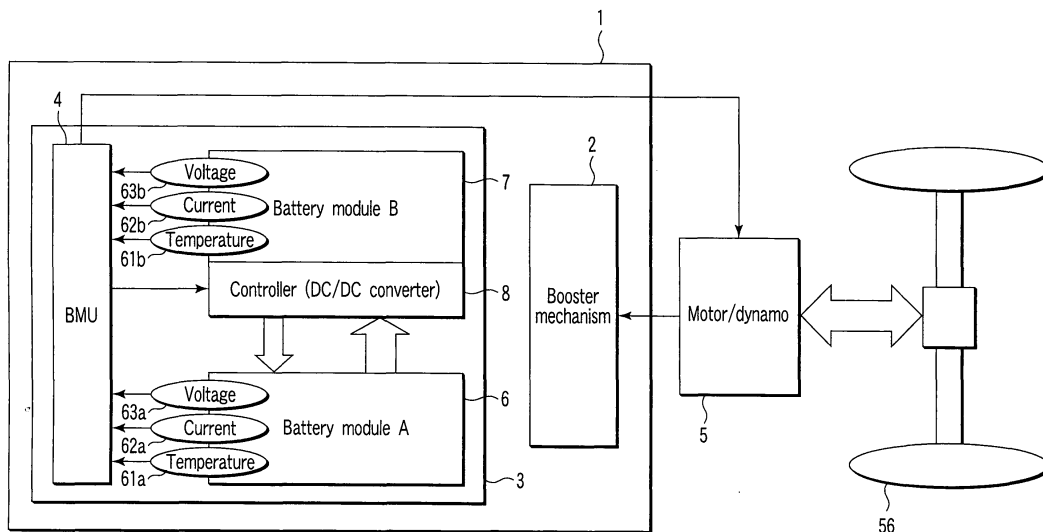 1
4
2
Voltage
63b
7
Current
Battery module B
62b
Temperature
61b
Controller (DC/DC converter)
8
BMU
Booster
mechanism
Motor/dynamo
Voltage
6
63a
Current
Battery module A
62a
5
Temperature
61a
3
56